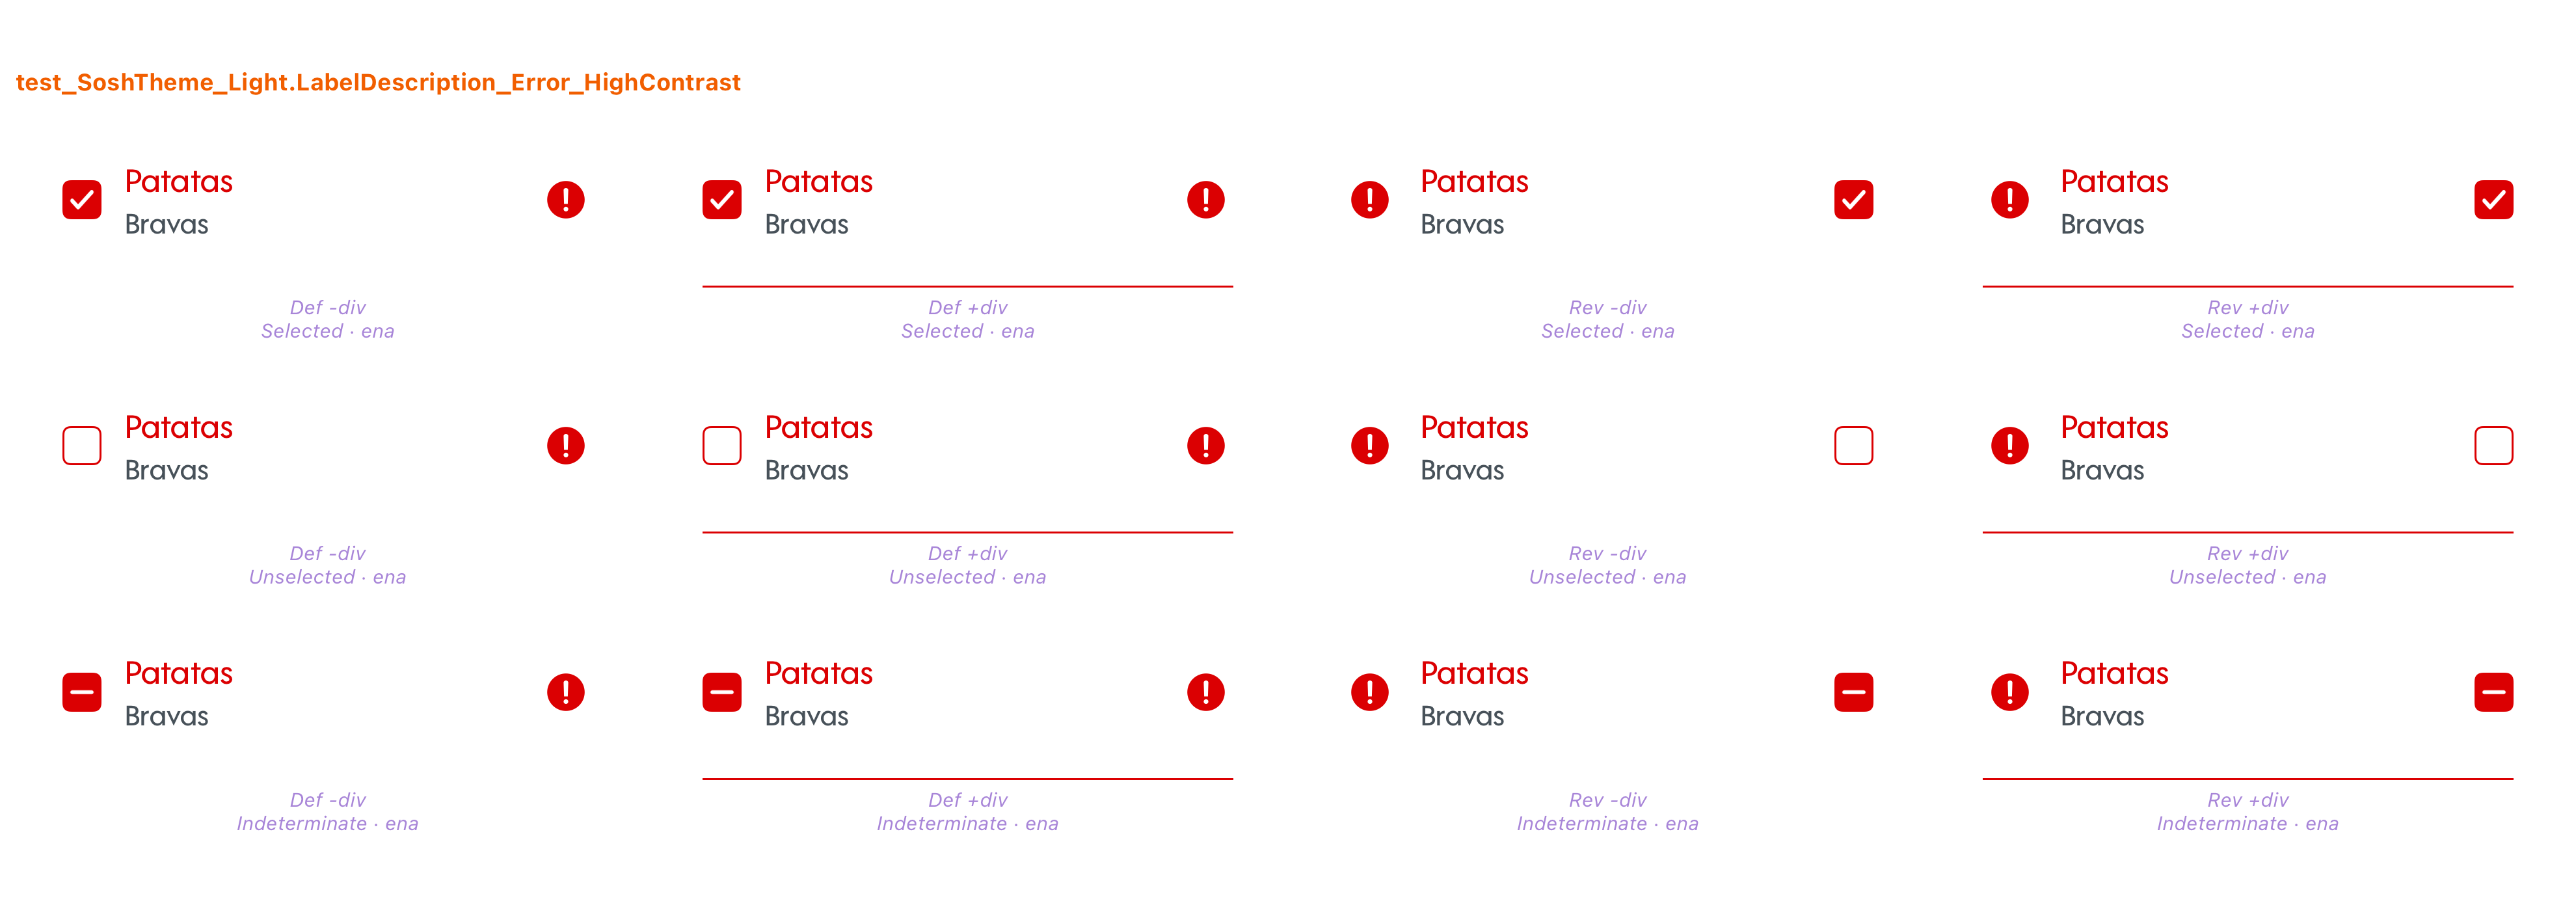 test_SoshTheme_Light.LabelDescription_Error_HighContrast
Patatas
Bravas
Def -div
Selected · ena
Patatas
Bravas
Def +div
Selected · ena
Patatas
Bravas
Rev -div
Selected · ena
Patatas
Bravas
Rev +div
Selected · ena
Patatas
Bravas
Def -div
Unselected · ena
Patatas
Bravas
Def +div
Unselected · ena
Patatas
Bravas
Rev -div
Unselected · ena
Patatas
Bravas
Rev +div
Unselected · ena
Patatas
Bravas
Def -div
Indeterminate · ena
Patatas
Bravas
Def +div
Indeterminate · ena
Patatas
Bravas
Rev -div
Indeterminate · ena
Patatas
Bravas
Rev +div
Indeterminate · ena